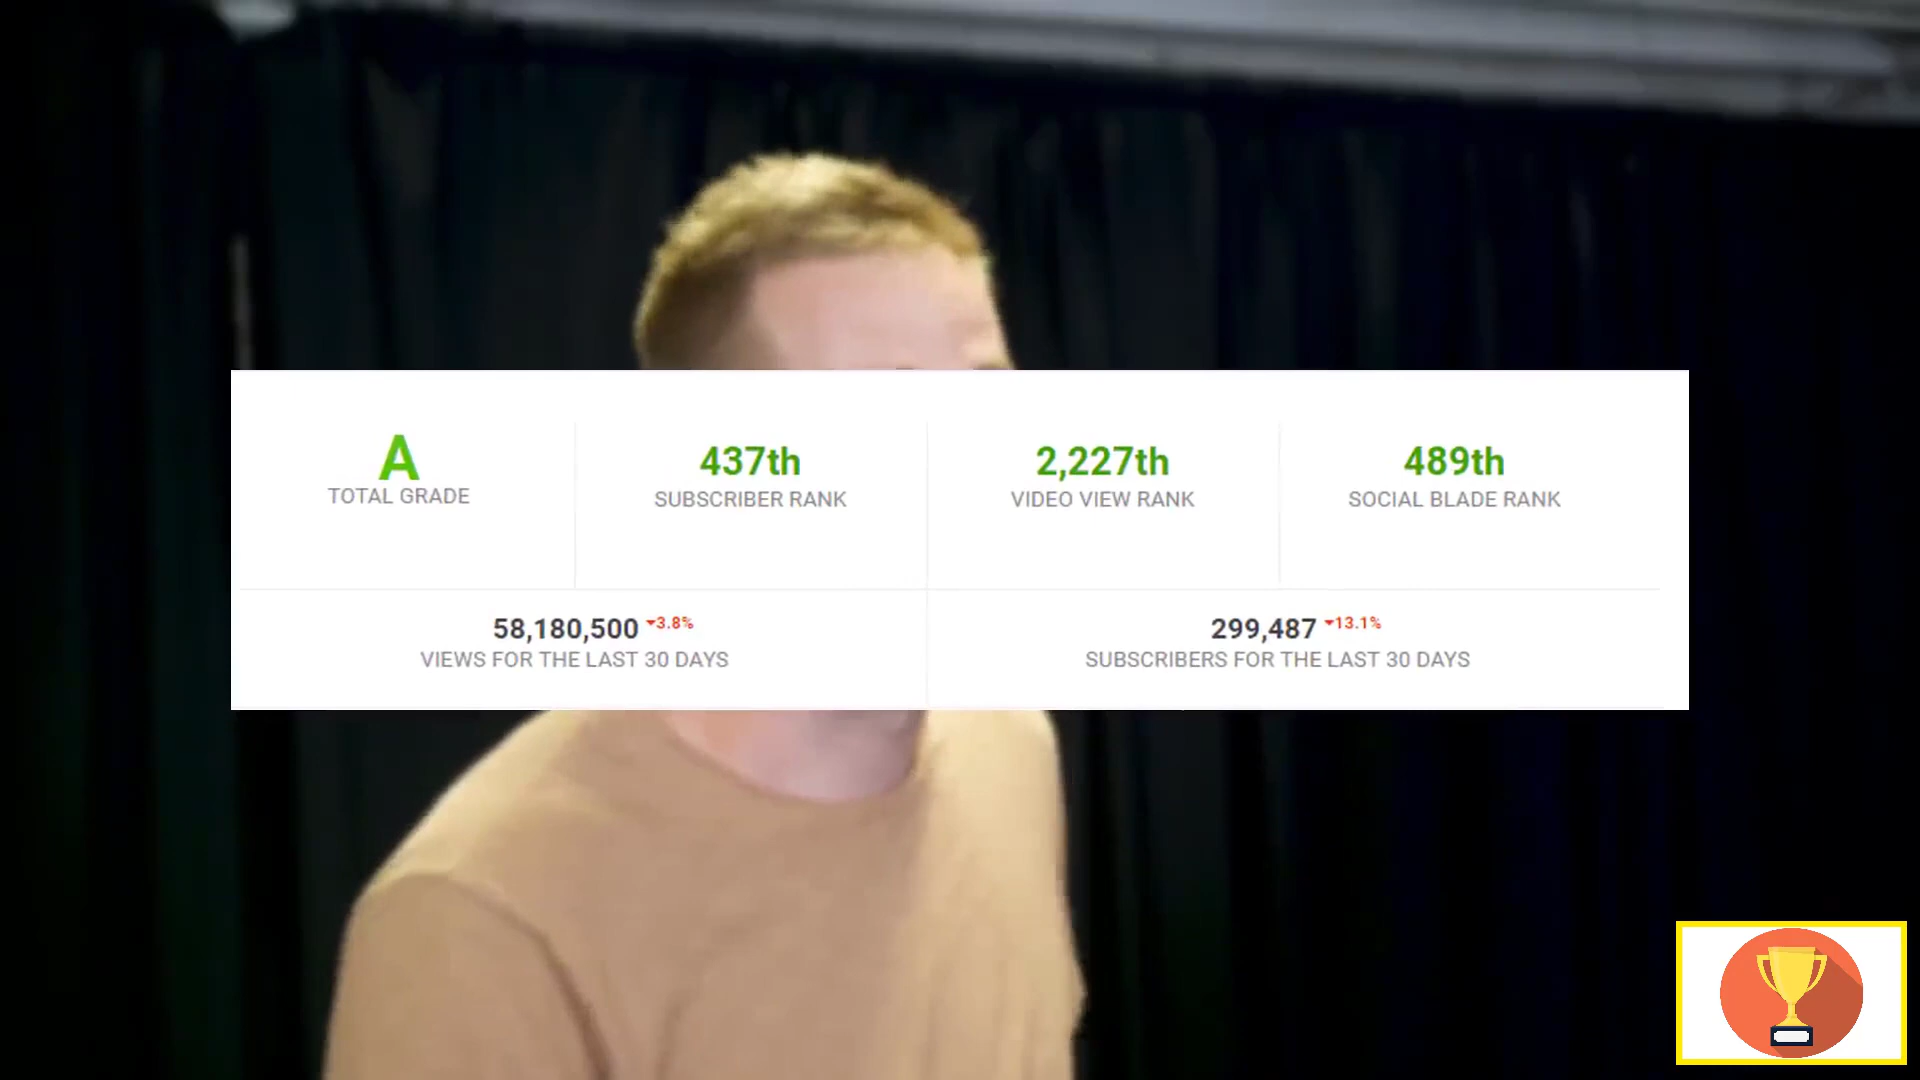 A
TOTAL GRADE
437th
SUBSCRIBER RANK
2,227th
VIDEO VIEW RANK
489th
SOCIAL BLADE RANK
58,180,500 3.8%
VIEWS FOR THE LAST 30 DAYS
299,487 13.1%
SUBSCRIBERS FOR THE LAST 30 DAYS